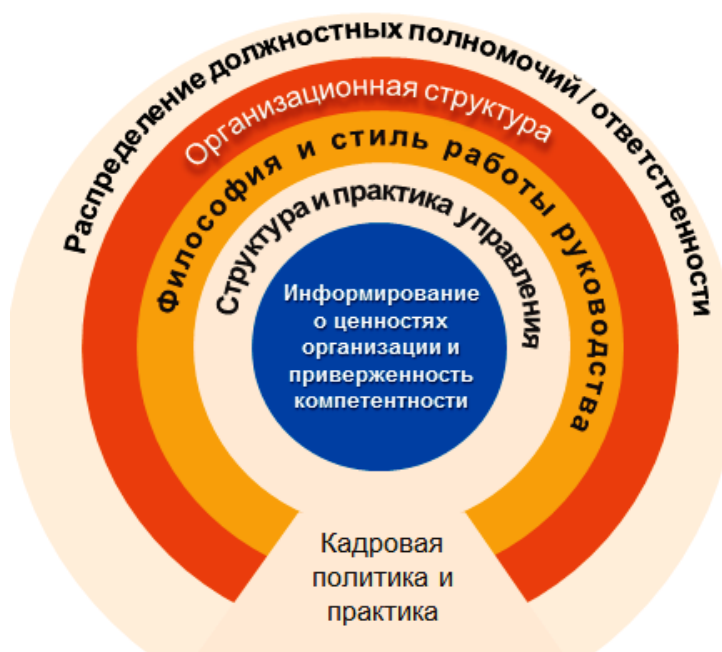 Распределение должностных полномочий / ответственности
Организационная структура
Философия и стиль работы руководства
Структура и практика управления
Информирование
о ценностях
организации и
приверженность
компетентности
Кадровая
политика и
практика